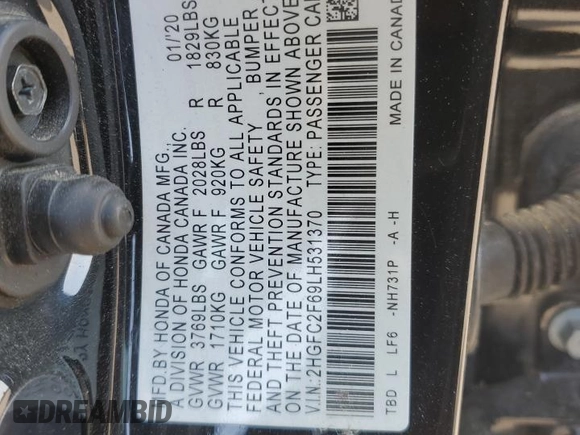 MFD BY HONDA OF CANADA MFG., 01/'20
A DIVISION OF HONDA CANADA INC.
GVWR 3769LBS GAWR F 2028LBS R 1829LBS
GVWR 1710KG GAWR F 920KG R 830KG
THIS VEHICLE CONFORMS TO ALL APPLICABLE
FEDERAL MOTOR VEHICLE SAFETY, BUMPER
AND THEFT PREVENTION STANDARDS IN EFFECT
ON THE DATE OF MANUFACTURE SHOWN ABOVE
V.I.N.: 2HGFC2F69LH531370 TYPE: PASSENGER CAR
TBD L LF6 -NH731P -A -H MADE IN CANADA
DREAMBID